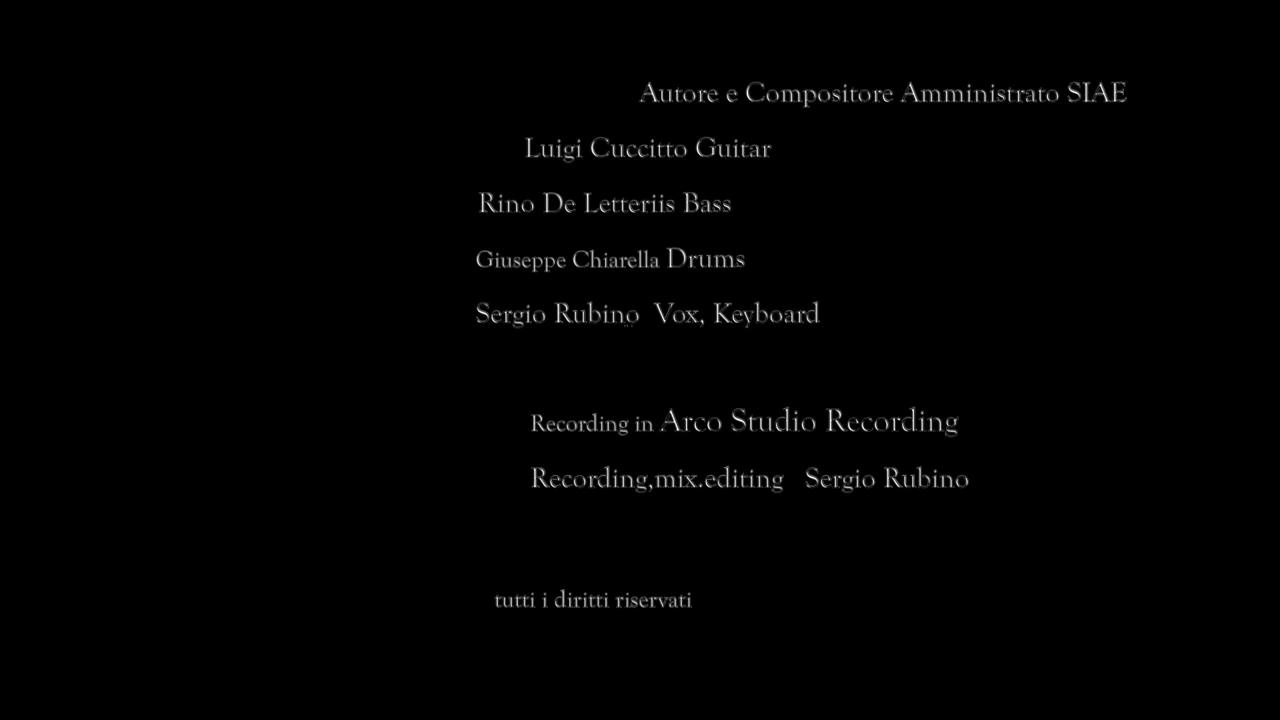 Autore e Compositore Amministrato SIAE
Luigi Cuccitto Guitar
Rino De Letteriis Bass
Giuseppe Chiarella Drums
Sergio Rubino  Vox, Keyboard
Recording in Arco Studio Recording
Recording,mix.editing   Sergio Rubino
tutti i diritti riservati